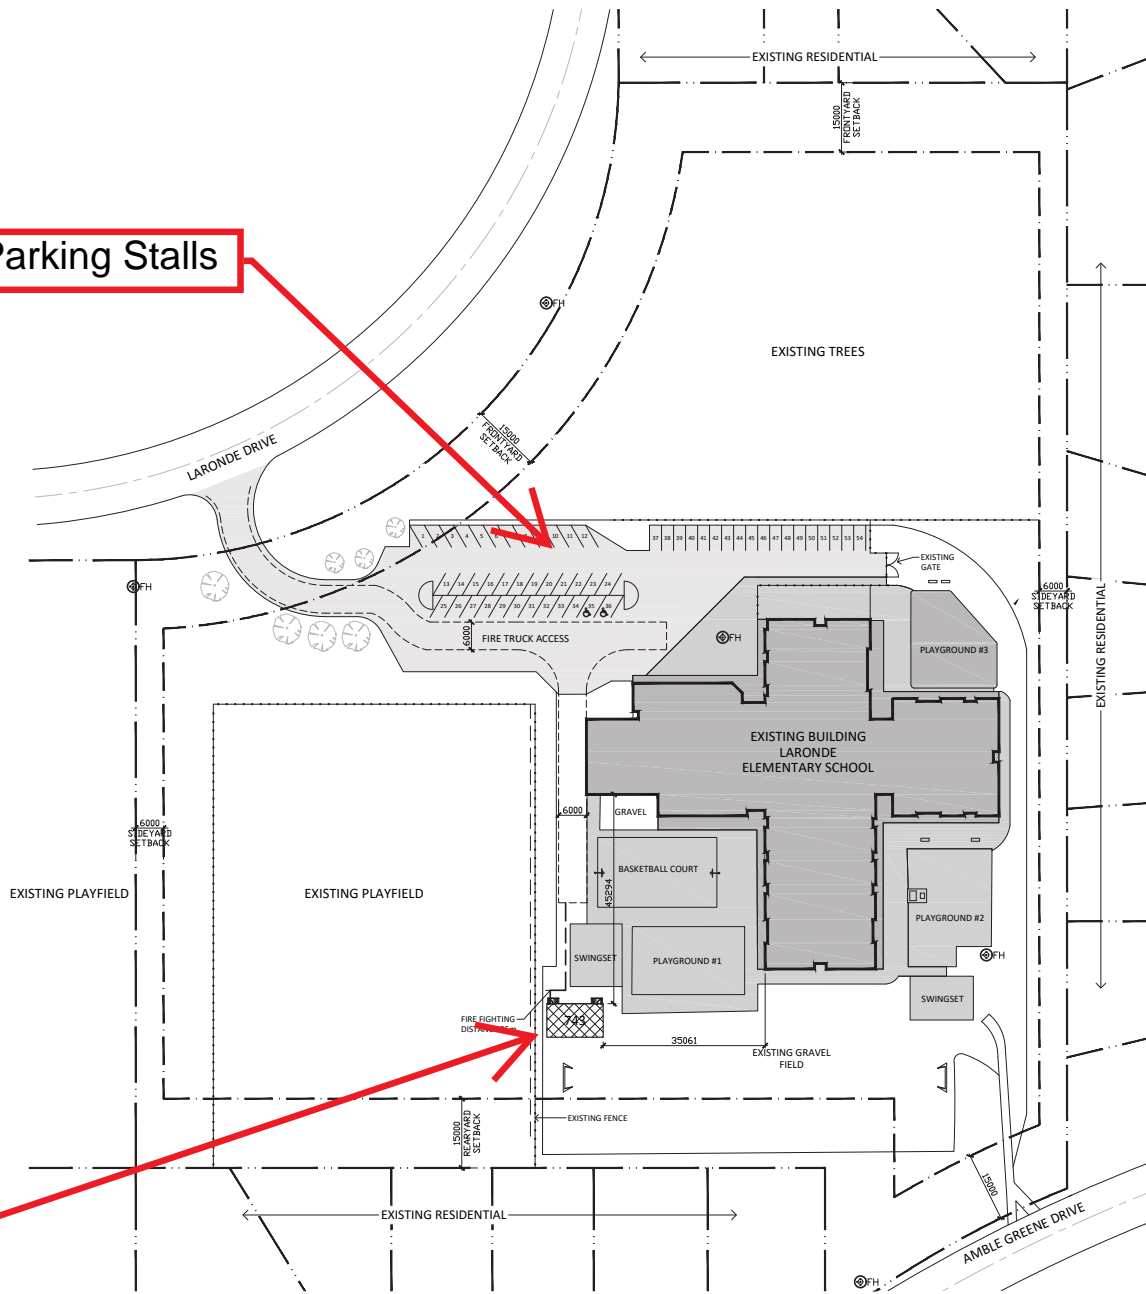 EXISTING RESIDENTIAL
15000
FRONTYARD
SETBACK
Parking Stalls
FH
EXISTING TREES
15000
FRONTYARD
SETBACK
LARONDE DRIVE
1 2 3 4 5 10 11 12
37 38 39 40 41 42 43 44 45 46 47 48 49 50 51 52 53 54
EXISTING
GATE
FH
13 14 15 16 17 18 19 20 21 22 23 24
25 26 27 28 29 30 31 32 33 34 35 36
6000
SIDEYARD
SETBACK
EXISTING RESIDENTIAL
6000
FIRE TRUCK ACCESS
FH
PLAYGROUND #3
EXISTING BUILDING
LARONDE
ELEMENTARY SCHOOL
6000
GRAVEL
6000
SIDEYARD
SETBACK
BASKETBALL COURT
45294
EXISTING PLAYFIELD
EXISTING PLAYFIELD
PLAYGROUND #2
SWINGSET
PLAYGROUND #1
FH
SWINGSET
FIRE FIGHTING
743
35061
EXISTING GRAVEL
FIELD
15000
REARYARD
SETBACK
EXISTING FENCE
15000
EXISTING RESIDENTIAL
AMBLE GREENE DRIVE
FH